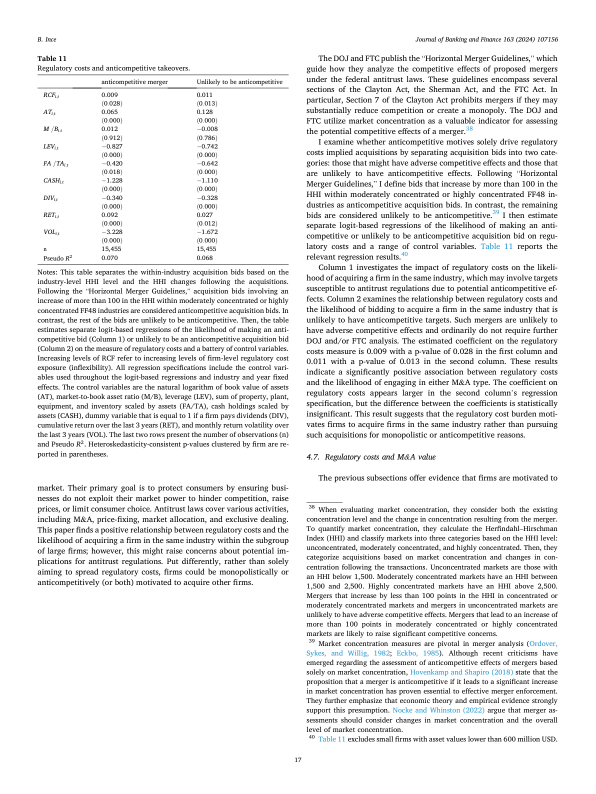 B. Ince
Journal of Banking and Finance 163 (2024) 107156
Table 11
Regulatory costs and anticompetitive takeovers.
anticompetitive merger Unlikely to be anticompetitive
RCFi,t 0.009 0.011
(0.028) (0.013)
ATi,t 0.065 0.128
(0.000) (0.000)
M /Bi,t 0.012 −0.008
(0.912) (0.786)
LEVi,t −0.827 −0.742
(0.000) (0.000)
FA /TAi,t −0.420 −0.642
(0.018) (0.000)
CASHi,t −1.228 −1.110
(0.000) (0.000)
DIVi,t −0.340 −0.328
(0.000) (0.000)
RETi,t 0.092 0.027
(0.000) (0.012)
VOLi,t −3.228 −1.672
(0.000) (0.000)
n 15,455 15,455
Pseudo R² 0.070 0.068
Notes: This table separates the within-industry acquisition bids based on the
industry-level HHI level and the HHI changes following the acquisitions.
Following the “Horizontal Merger Guidelines,” acquisition bids involving an
increase of more than 100 in the HHI within moderately concentrated or highly
concentrated FF48 industries are considered anticompetitive acquisition bids. In
contrast, the rest of the bids are unlikely to be anticompetitive. Then, the table
estimates separate logit-based regressions of the likelihood of making an anti-
competitive bid (Column 1) or unlikely to be an anticompetitive acquisition bid
(Column 2) on the measure of regulatory costs and a battery of control variables.
Increasing levels of RCF refer to increasing levels of firm-level regulatory cost
exposure (inflexibility). All regression specifications include the control vari-
ables used throughout the logit-based regressions and industry and year fixed
effects. The control variables are the natural logarithm of book value of assets
(AT), market-to-book asset ratio (M/B), leverage (LEV), sum of property, plant,
equipment, and inventory scaled by assets (FA/TA), cash holdings scaled by
assets (CASH), dummy variable that is equal to 1 if a firm pays dividends (DIV),
cumulative return over the last 3 years (RET), and monthly return volatility over
the last 3 years (VOL). The last two rows present the number of observations (n)
and Pseudo R². Heteroskedasticity-consistent p-values clustered by firm are re-
ported in parentheses.
market. Their primary goal is to protect consumers by ensuring busi-
nesses do not exploit their market power to hinder competition, raise
prices, or limit consumer choice. Antitrust laws cover various activities,
including M&A, price-fixing, market allocation, and exclusive dealing.
This paper finds a positive relationship between regulatory costs and the
likelihood of acquiring a firm in the same industry within the subgroup
of large firms; however, this might raise concerns about potential im-
plications for antitrust regulations. Put differently, rather than solely
aiming to spread regulatory costs, firms could be monopolistically or
anticompetitively (or both) motivated to acquire other firms.
The DOJ and FTC publish the “Horizontal Merger Guidelines,” which
guide how they analyze the competitive effects of proposed mergers
under the federal antitrust laws. These guidelines encompass several
sections of the Clayton Act, the Sherman Act, and the FTC Act. In
particular, Section 7 of the Clayton Act prohibits mergers if they may
substantially reduce competition or create a monopoly. The DOJ and
FTC utilize market concentration as a valuable indicator for assessing
the potential competitive effects of a merger.38
I examine whether anticompetitive motives solely drive regulatory
costs implied acquisitions by separating acquisition bids into two cate-
gories: those that might have adverse competitive effects and those that
are unlikely to have anticompetitive effects. Following “Horizontal
Merger Guidelines,” I define bids that increase by more than 100 in the
HHI within moderately concentrated or highly concentrated FF48 in-
dustries as anticompetitive acquisition bids. In contrast, the remaining
bids are considered unlikely to be anticompetitive.39 I then estimate
separate logit-based regressions of the likelihood of making an anti-
competitive or unlikely to be anticompetitive acquisition bid on regu-
latory costs and a range of control variables. Table 11 reports the
relevant regression results.40
Column 1 investigates the impact of regulatory costs on the likeli-
hood of acquiring a firm in the same industry, which may involve targets
susceptible to antitrust regulations due to potential anticompetitive ef-
fects. Column 2 examines the relationship between regulatory costs and
the likelihood of bidding to acquire a firm in the same industry that is
unlikely to have anticompetitive targets. Such mergers are unlikely to
have adverse competitive effects and ordinarily do not require further
DOJ and/or FTC analysis. The estimated coefficient on the regulatory
costs measure is 0.009 with a p-value of 0.028 in the first column and
0.011 with a p-value of 0.013 in the second column. These results
indicate a significantly positive association between regulatory costs
and the likelihood of engaging in either M&A type. The coefficient on
regulatory costs appears larger in the second column's regression
specification, but the difference between the coefficients is statistically
insignificant. This result suggests that the regulatory cost burden moti-
vates firms to acquire firms in the same industry rather than pursuing
such acquisitions for monopolistic or anticompetitive reasons.
4.7. Regulatory costs and M&A value
The previous subsections offer evidence that firms are motivated to
38 When evaluating market concentration, they consider both the existing
concentration level and the change in concentration resulting from the merger.
To quantify market concentration, they calculate the Herfindahl–Hirschman
Index (HHI) and classify markets into three categories based on the HHI level:
unconcentrated, moderately concentrated, and highly concentrated. Then, they
categorize acquisitions based on market concentration and changes in con-
centration following the transactions. Unconcentrated markets are those with
an HHI below 1,500. Moderately concentrated markets have an HHI between
1,500 and 2,500. Highly concentrated markets have an HHI above 2,500.
Mergers that increase by less than 100 points in the HHI in concentrated or
moderately concentrated markets and mergers in unconcentrated markets are
unlikely to have adverse competitive effects. Mergers that lead to an increase of
more than 100 points in moderately concentrated or highly concentrated
markets are likely to raise significant competitive concerns.
39 Market concentration measures are pivotal in merger analysis (Ordover,
Sykes, and Willig, 1982; Eckbo, 1985). Although recent criticisms have
emerged regarding the assessment of anticompetitive effects of mergers based
solely on market concentration, Hovenkamp and Shapiro (2018) state that the
proposition that a merger is anticompetitive if it leads to a significant increase
in market concentration has proven essential to effective merger enforcement.
They further emphasize that economic theory and empirical evidence strongly
support this presumption. Nocke and Whinston (2022) argue that merger as-
sessments should consider changes in market concentration and the overall
level of market concentration.
40 Table 11 excludes small firms with asset values lower than 600 million USD.
17